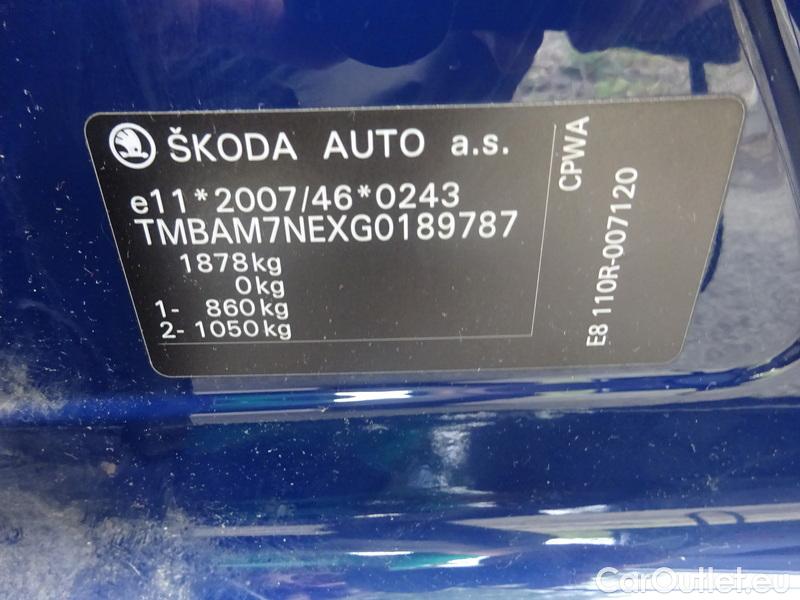 ŠKODA AUTO a.s.
e11*2007/46*0243
TMBAM7NEXG0189787
1878kg
0kg
1- 860kg
2- 1050kg
CPWA
E8 110R-007120
CarOutlet.eu